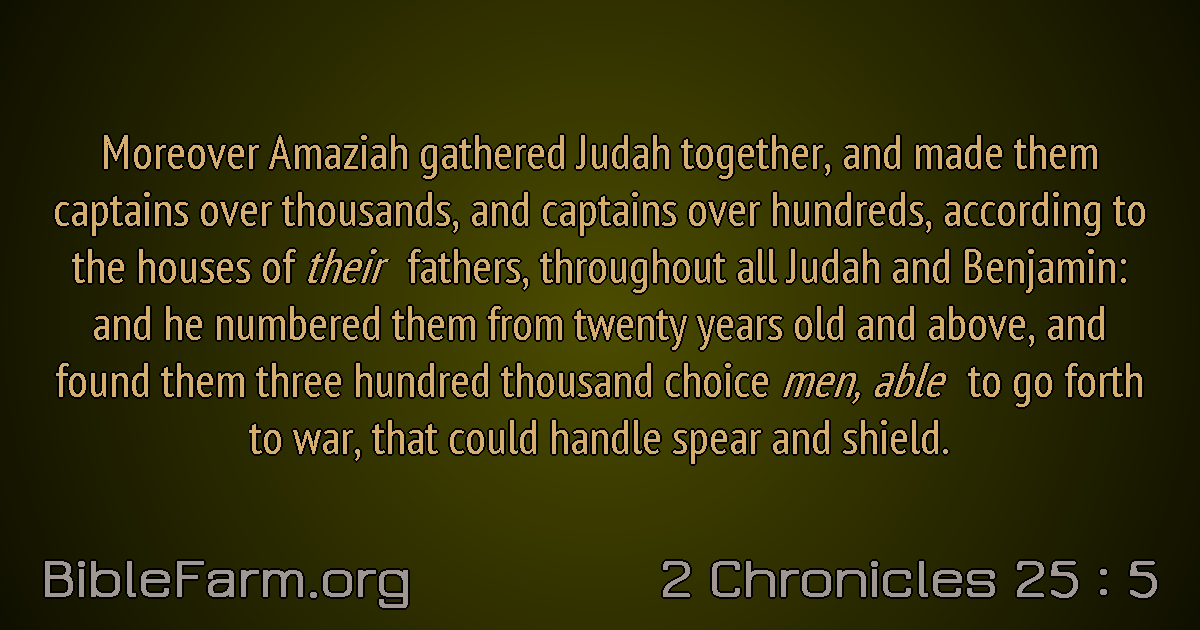 Moreover Amaziah gathered Judah together, and made them
captains over thousands, and captains over hundreds, according to
the houses of their fathers, throughout all Judah and Benjamin:
and he numbered them from twenty years old and above, and
found them three hundred thousand choice men, able to go forth
to war, that could handle spear and shield.
BibleFarm.org
2 Chronicles 25 : 5